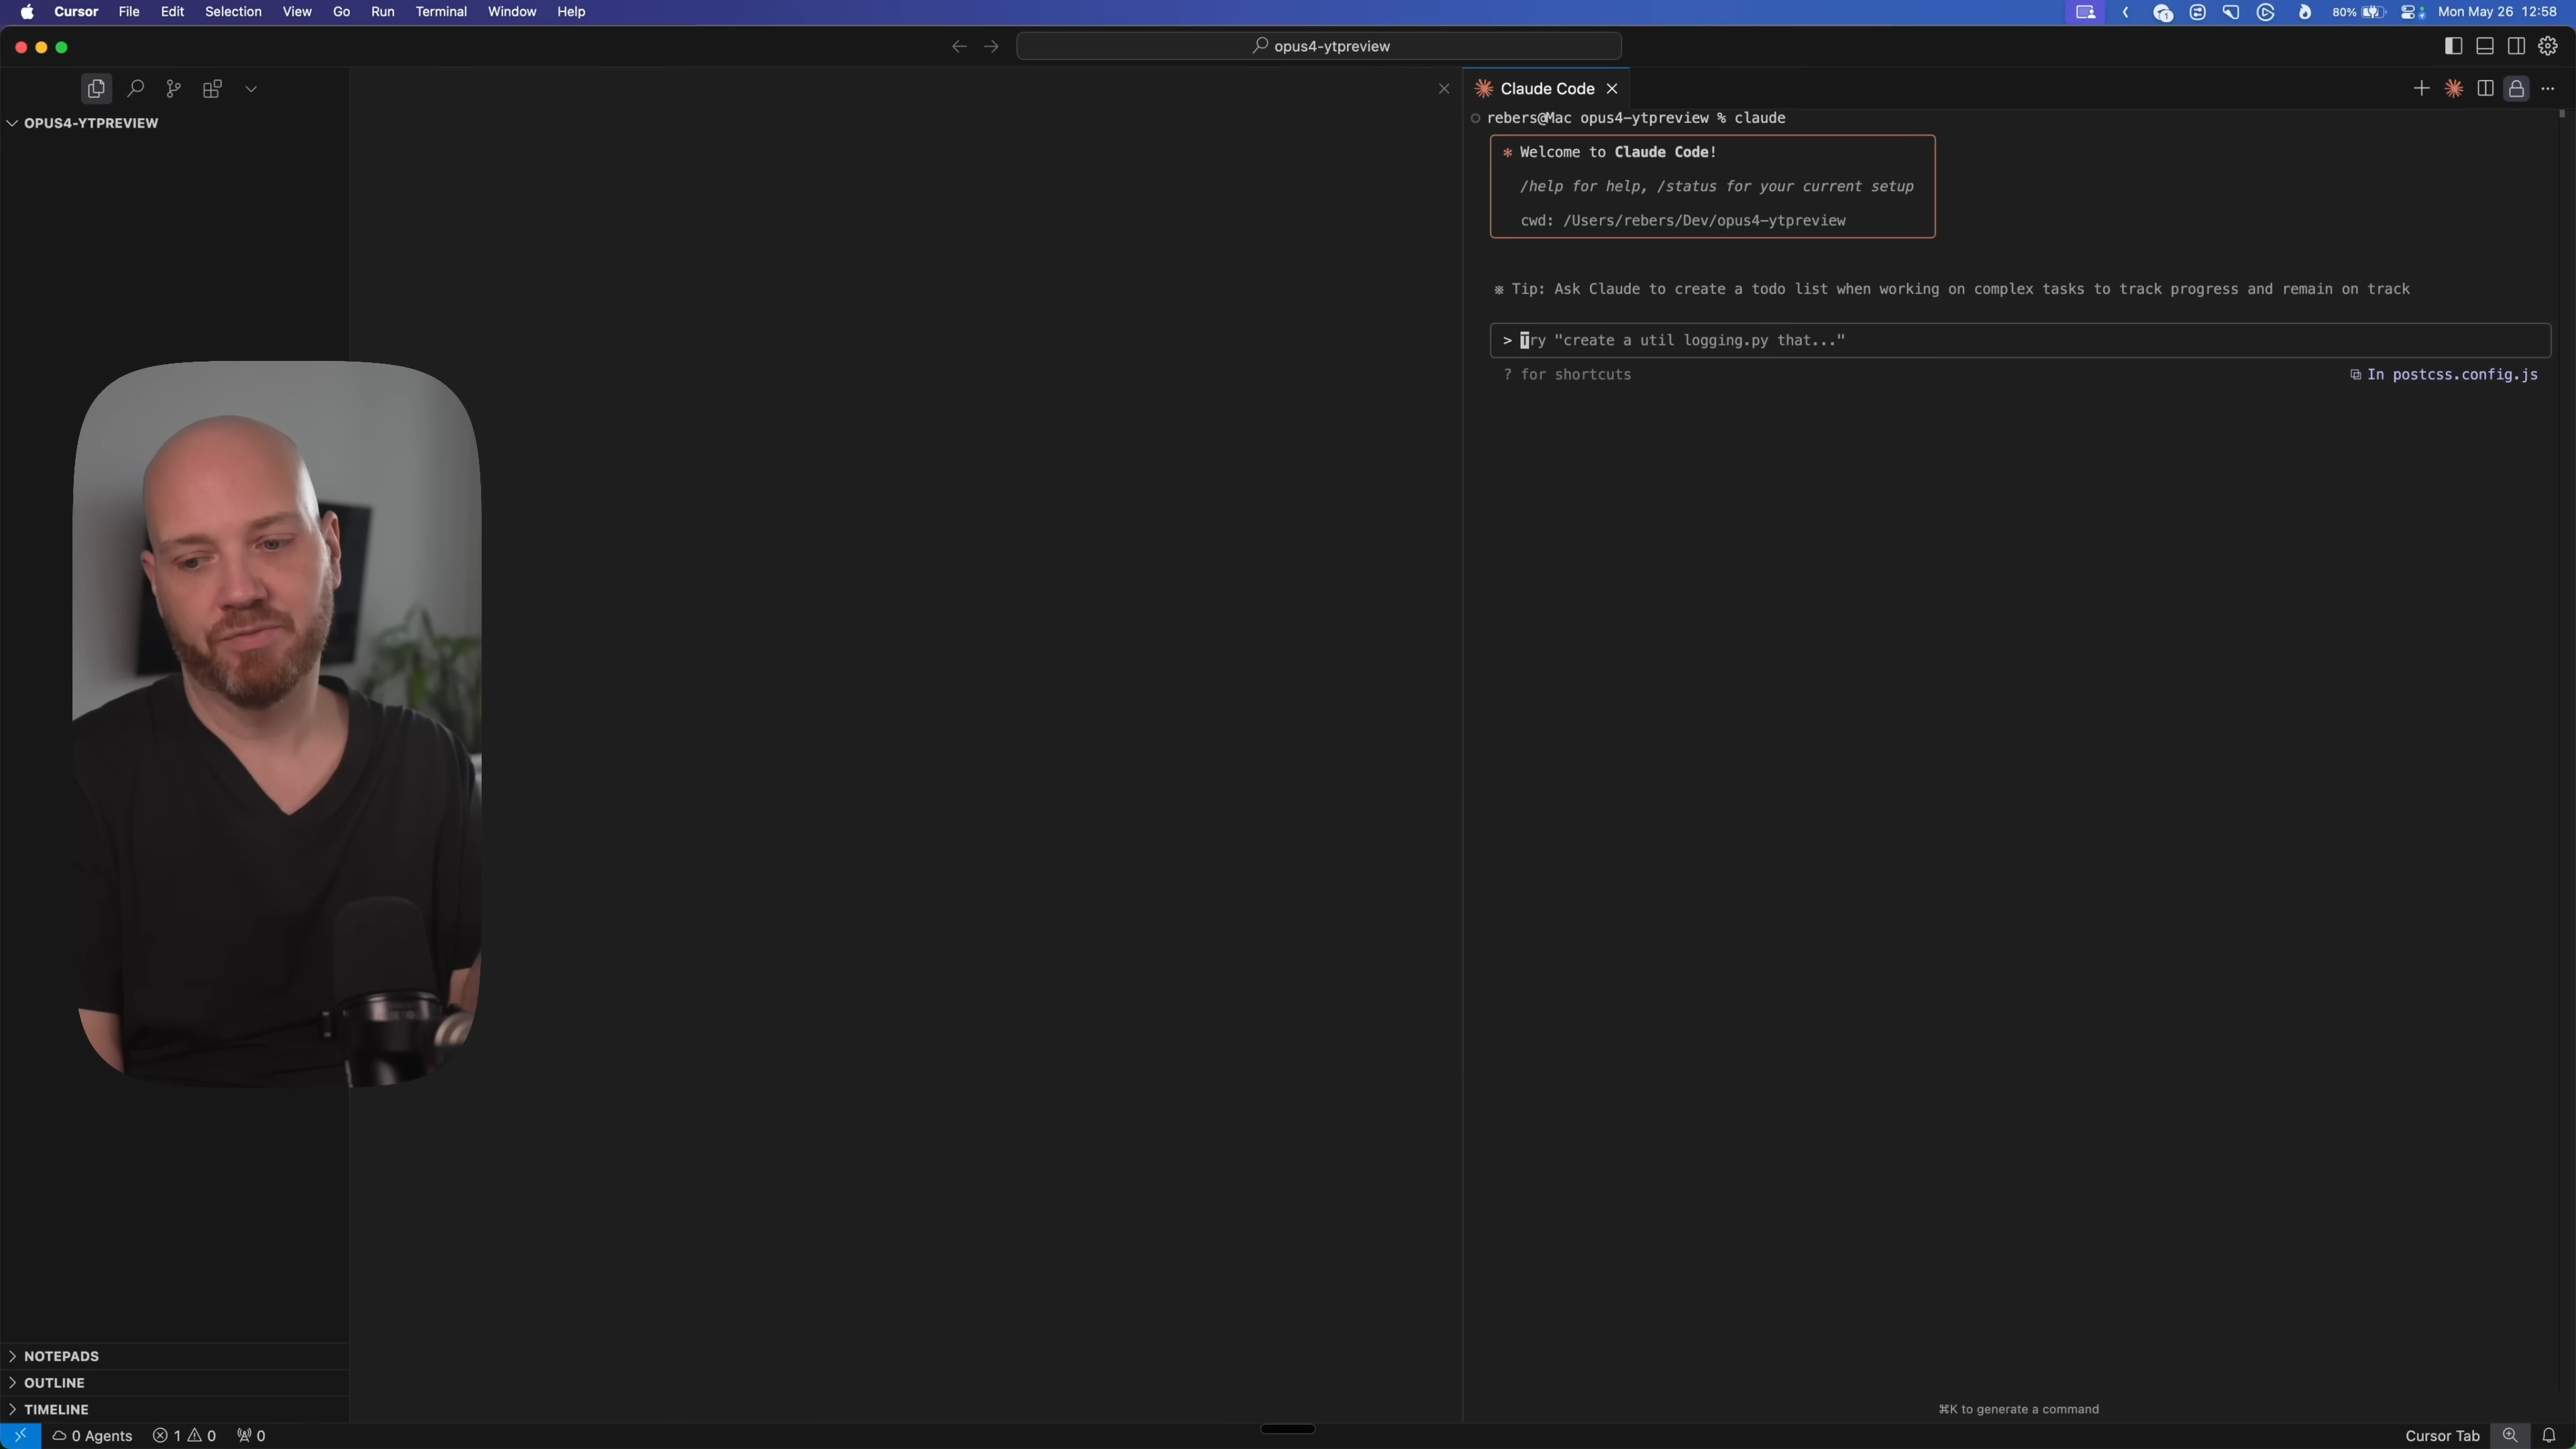 Cursor File Edit Selection View Go Run Terminal Window Help
80% Mon May 26 12:58
opus4-ytpreview
OPUS4-YTPREVIEW
Claude Code
rebers@Mac opus4-ytpreview % claude
* Welcome to Claude Code!
/help for help, /status for your current setup
cwd: /Users/rebers/Dev/opus4-ytpreview
※ Tip: Ask Claude to create a todo list when working on complex tasks to track progress and remain on track
> Try "create a util logging.py that..."
? for shortcuts
In postcss.config.js
NOTEPADS
OUTLINE
TIMELINE
⌘K to generate a command
0 Agents 1 0 0
Cursor Tab